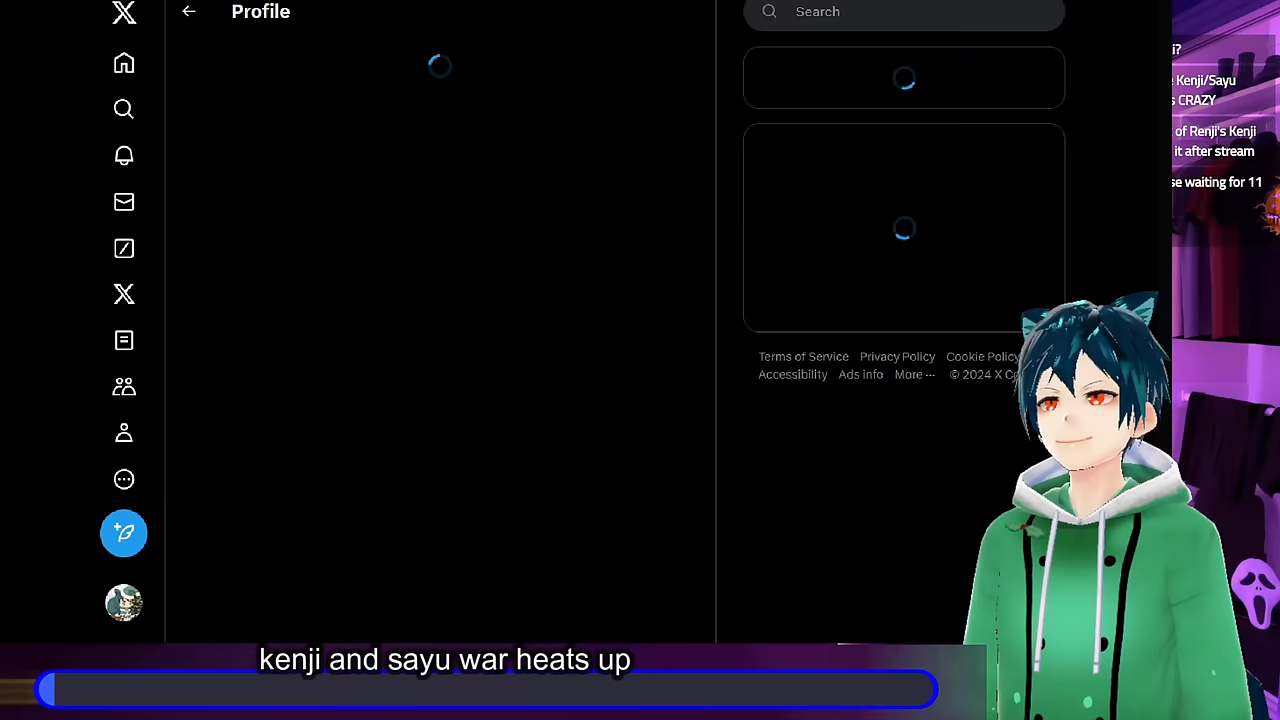 Profile
Search
Terms of Service Privacy Policy Cookie Policy
Accessibility Ads info More ··· © 2024 X Co
i?
Kenji/Sayu
s CRAZY
of Renji's Kenji
it after stream
se waiting for 11
kenji and sayu war heats up